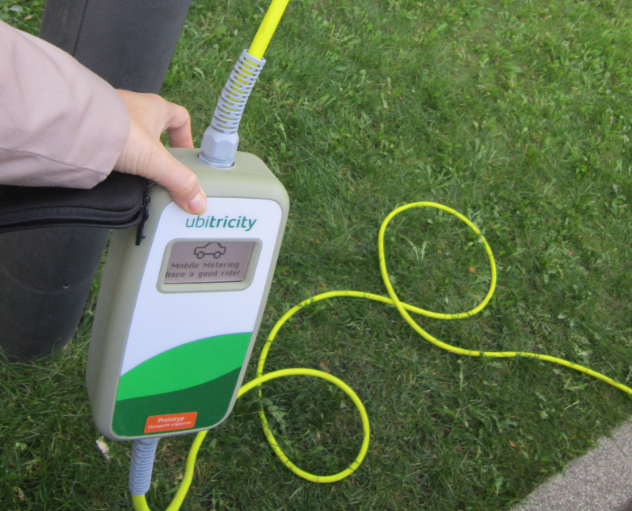 ubitricity
Mobile Metering
Have a good ride!
Prototyp